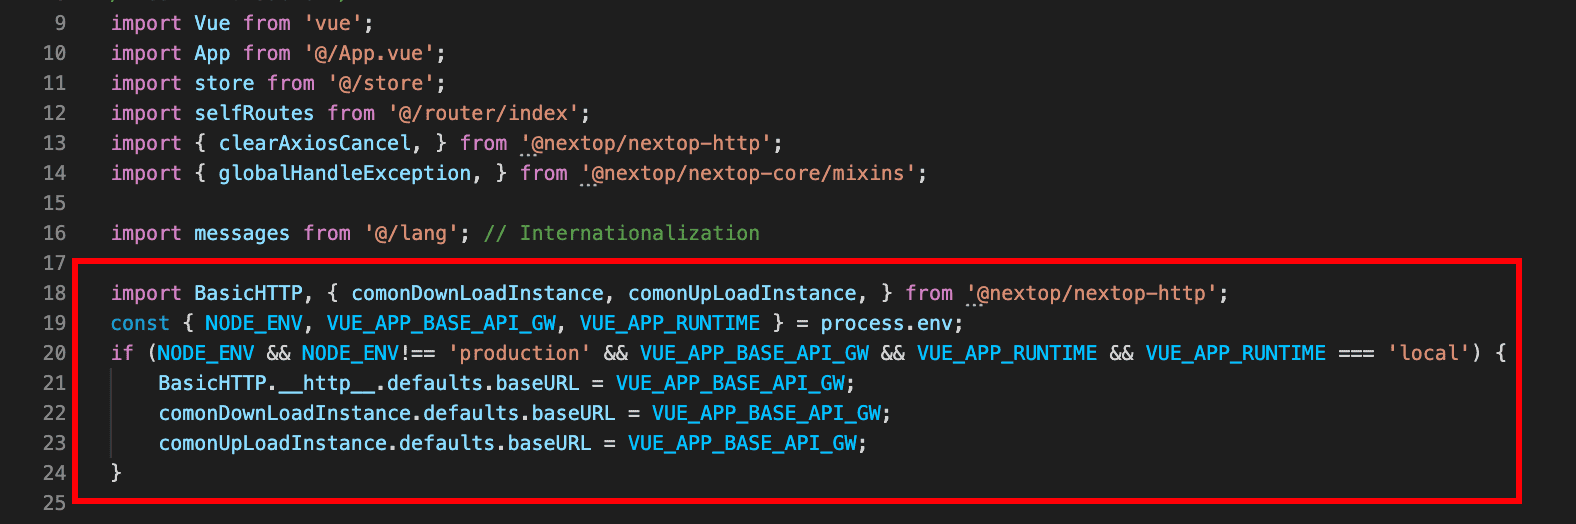 9 import Vue from 'vue';
10 import App from '@/App.vue';
11 import store from '@/store';
12 import selfRoutes from '@/router/index';
13 import { clearAxiosCancel, } from '@nextop/nextop-http';
14 import { globalHandleException, } from '@nextop/nextop-core/mixins';
15
16 import messages from '@/lang'; // Internationalization
17
18 import BasicHTTP, { comonDownLoadInstance, comonUpLoadInstance, } from '@nextop/nextop-http';
19 const { NODE_ENV, VUE_APP_BASE_API_GW, VUE_APP_RUNTIME } = process.env;
20 if (NODE_ENV && NODE_ENV!== 'production' && VUE_APP_BASE_API_GW && VUE_APP_RUNTIME && VUE_APP_RUNTIME === 'local') {
21 BasicHTTP.__http__.defaults.baseURL = VUE_APP_BASE_API_GW;
22 comonDownLoadInstance.defaults.baseURL = VUE_APP_BASE_API_GW;
23 comonUpLoadInstance.defaults.baseURL = VUE_APP_BASE_API_GW;
24 }
25